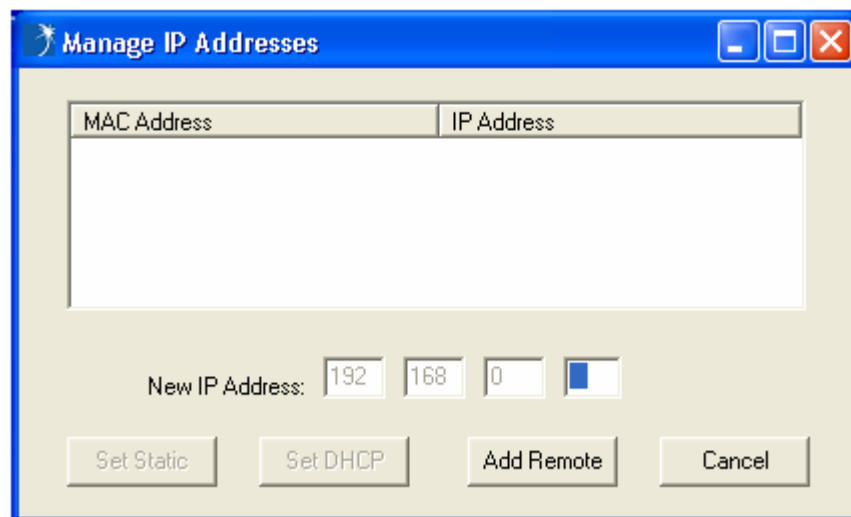 Manage IP Addresses
MAC Address IP Address
New IP Address: 192 168 0
Set Static Set DHCP Add Remote Cancel